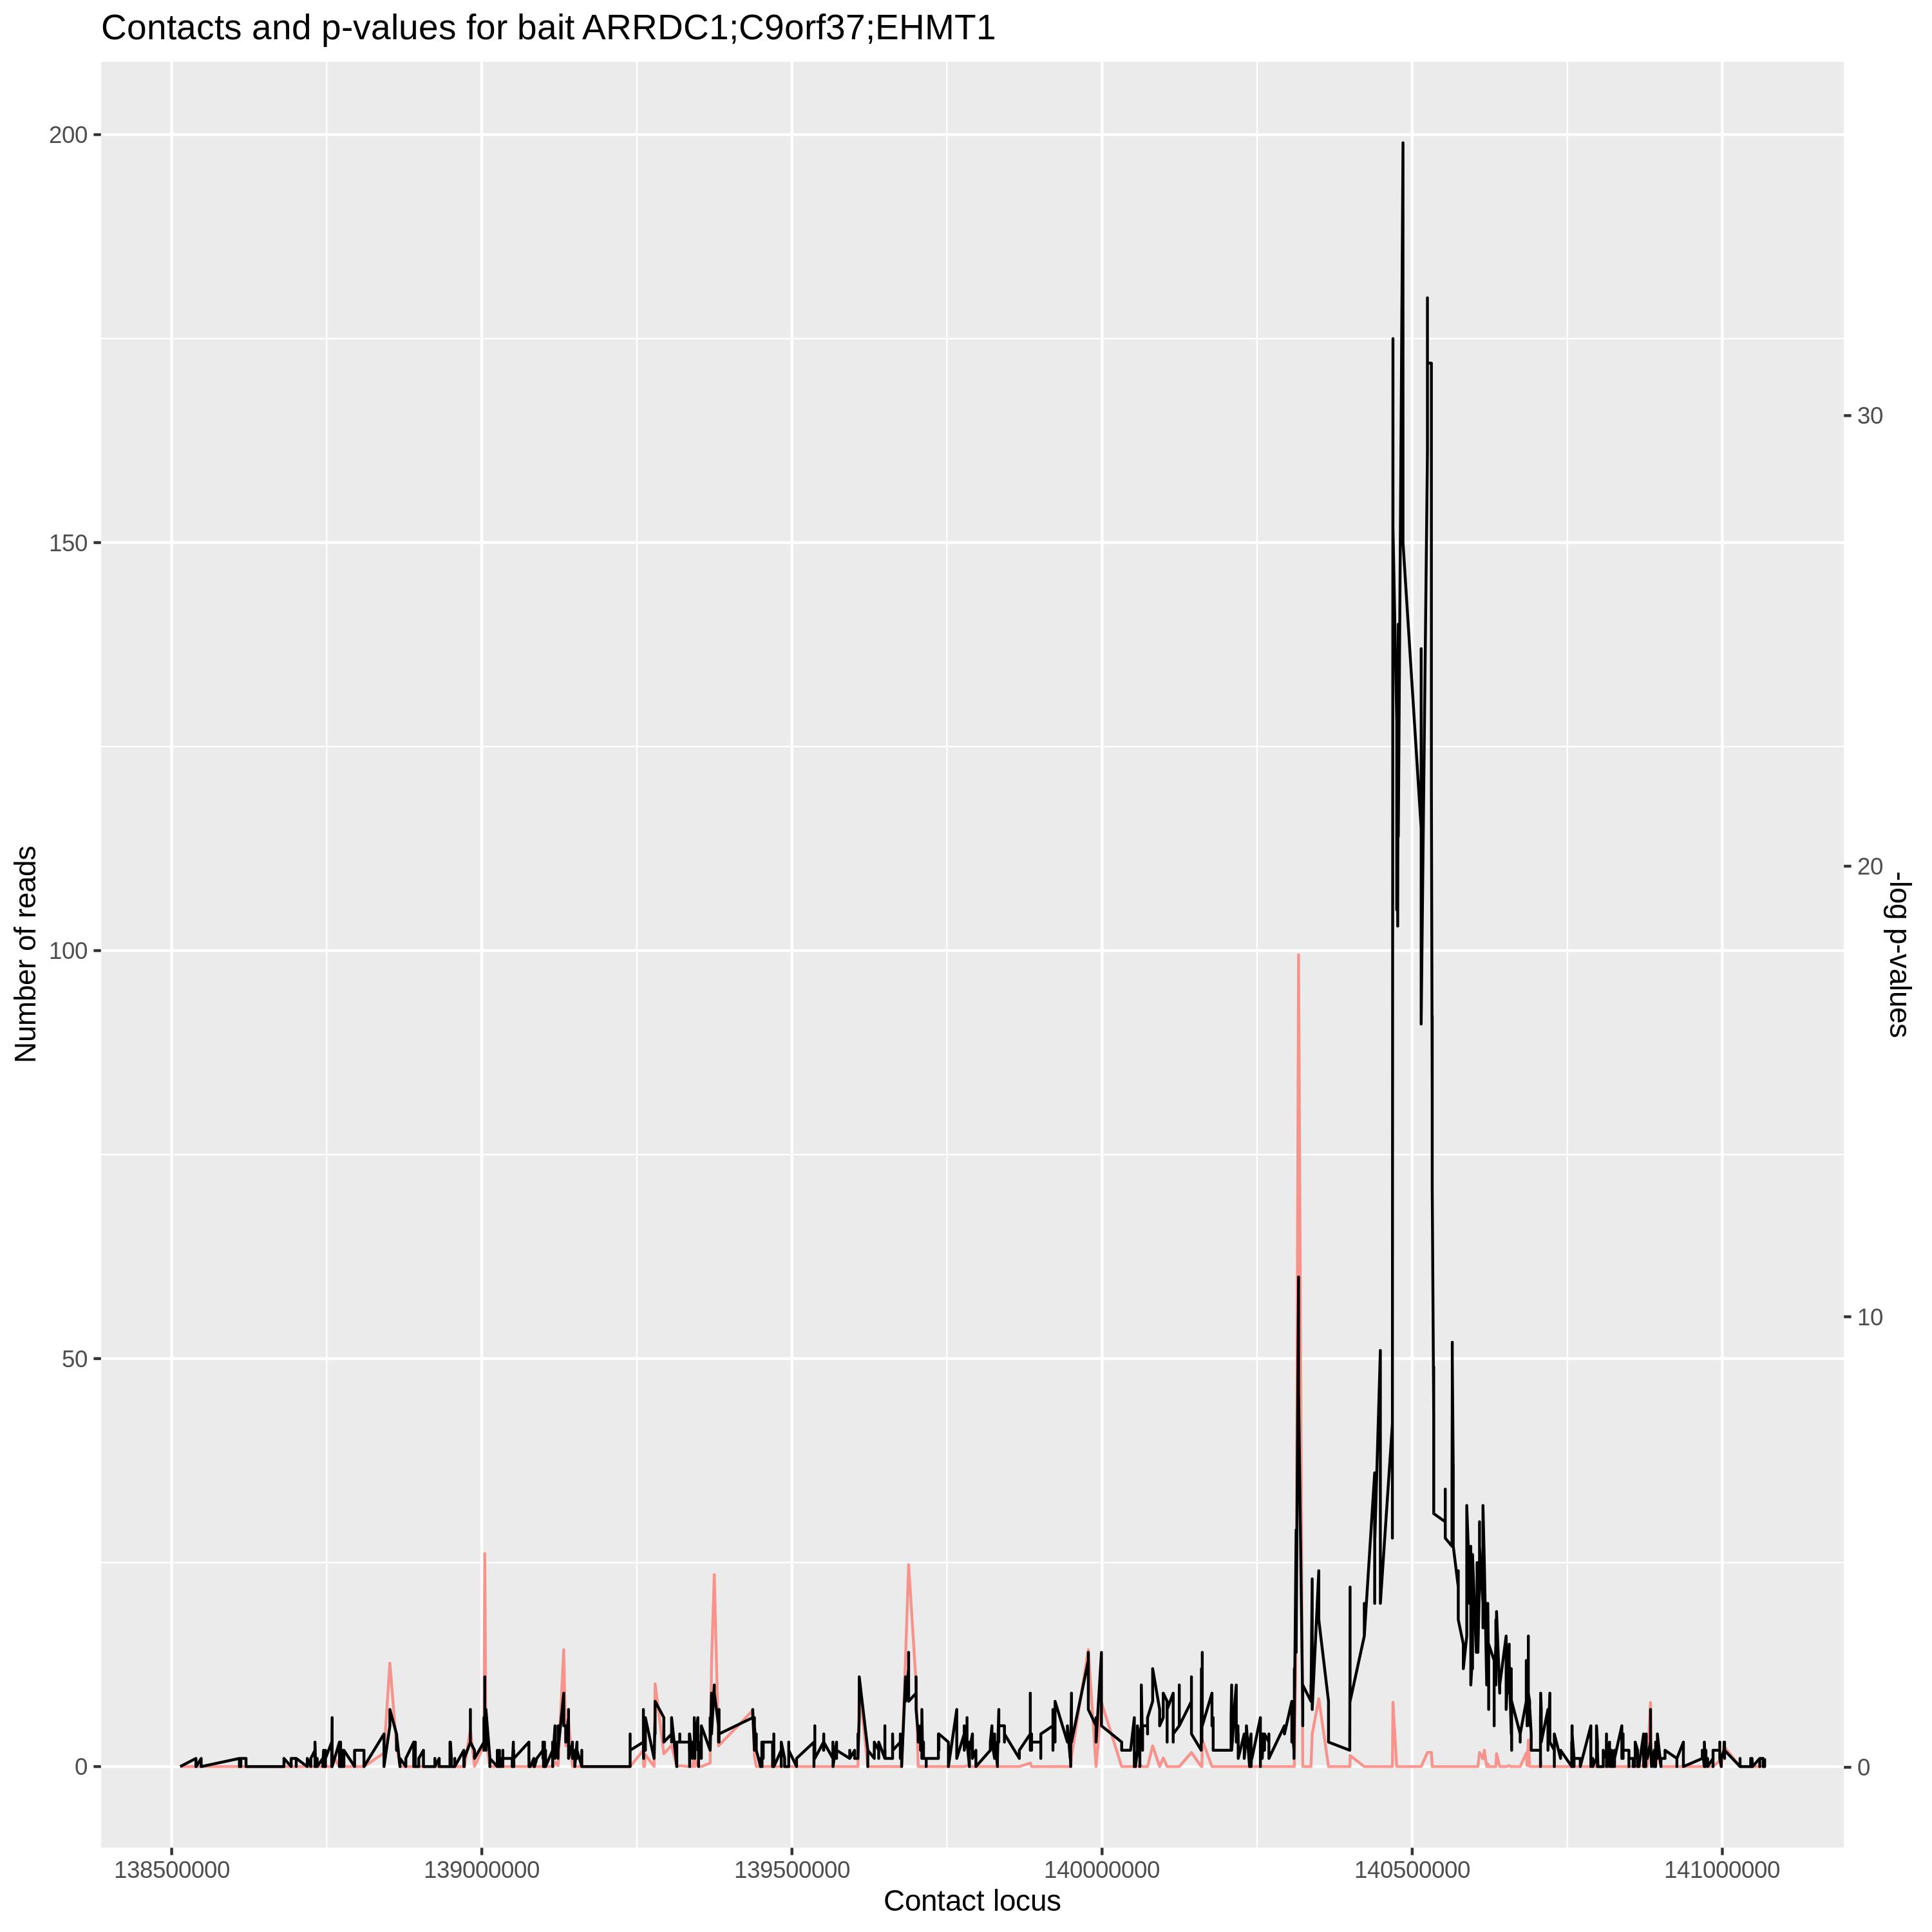 Contacts and p-values for bait ARRDC1;C9orf37;EHMT1
200
150
100
50
0
Number of reads
30
20
10
0
-log p-values
138500000 139000000 139500000 140000000 140500000 141000000
Contact locus